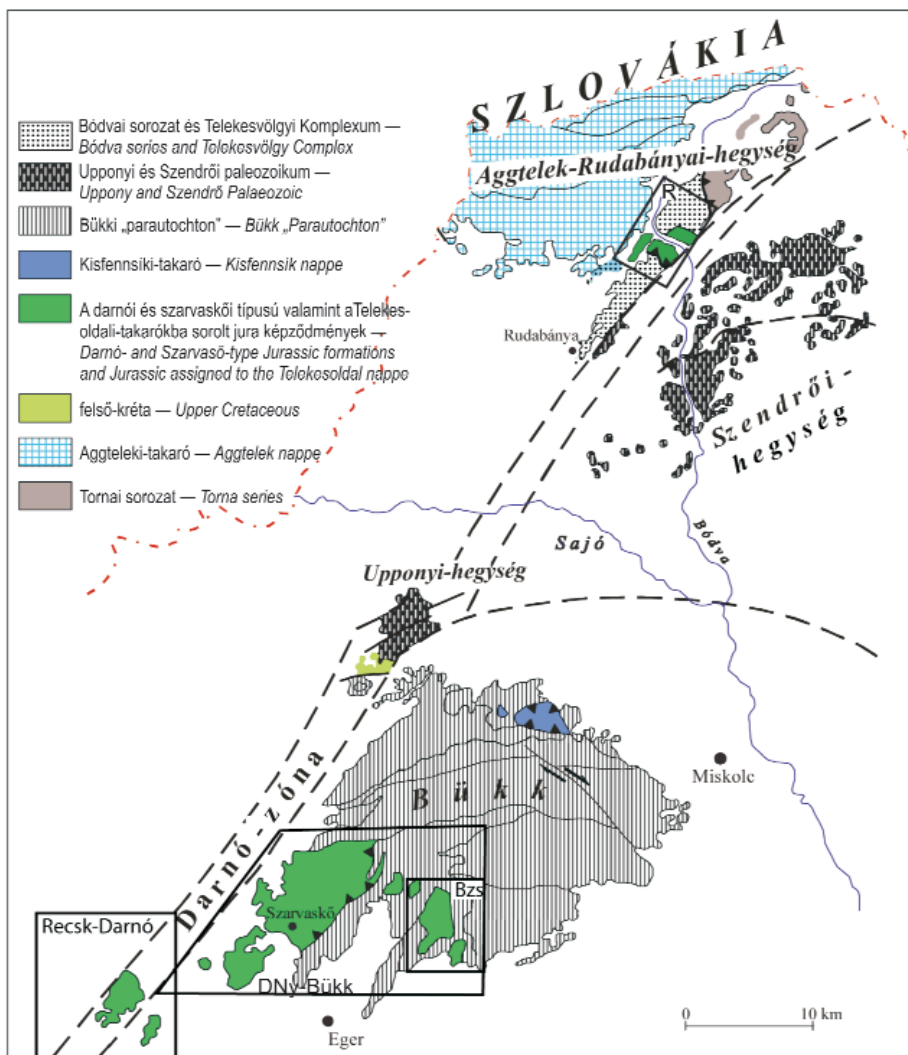 SZLOVÁKIA
Bódvai sorozat és Telekesvölgyi Komplexum —
Bódva series and Telekesvölgy Complex
Upponyi és Szendrői paleozoikum —
Uppony and Szendrő Palaeozoic
Bükki „parautochton” — Bükk „Parautochton”
Kisfennsíki-takaró — Kisfennsik nappe
A darnói és szarvaskői típusú valamint aTelekes-
oldali-takarókba sorolt jura képződmények —
Darnó- and Szarvaső-type Jurassic formations
and Jurassic assigned to the Telekesoldal nappe
felső-kréta — Upper Cretaceous
Aggteleki-takaró — Aggtelek nappe
Tornai sorozat — Torna series
Aggtelek-Rudabányai-hegység
R
Rudabánya
Szendrői-
hegység
Sajó
Bódva
Upponyi-hegység
Miskolc
Bükk
Darnó-zóna
Bzs
Szarvaskő
Recsk-Darnó
DNy-Bükk
Eger
0 10 km